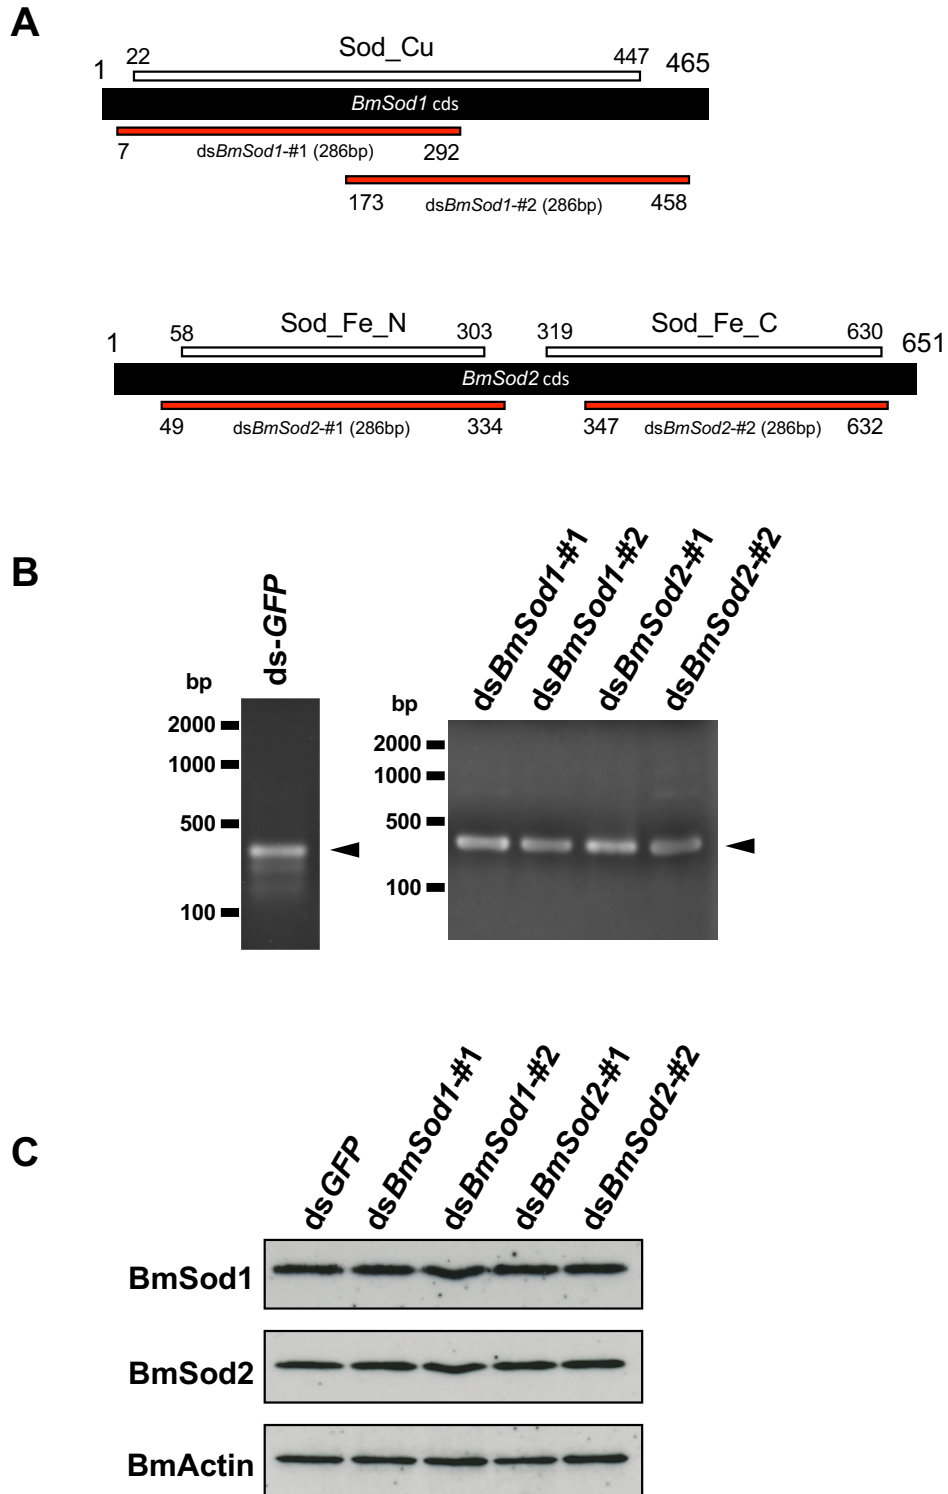 A
Sod_Cu
1 22 447 465
BmSod1 cds
7 dsBmSod1-#1 (286bp) 292
173 dsBmSod1-#2 (286bp) 458
Sod_Fe_N Sod_Fe_C
1 58 303 319 630 651
BmSod2 cds
49 dsBmSod2-#1 (286bp) 334 347 dsBmSod2-#2 (286bp) 632
B
ds-GFP
bp
2000
1000
500
100
dsBmSod1-#1
dsBmSod1-#2
dsBmSod2-#1
dsBmSod2-#2
bp
2000
1000
500
100
C
dsGFP
dsBmSod1-#1
dsBmSod1-#2
dsBmSod2-#1
dsBmSod2-#2
BmSod1
BmSod2
BmActin